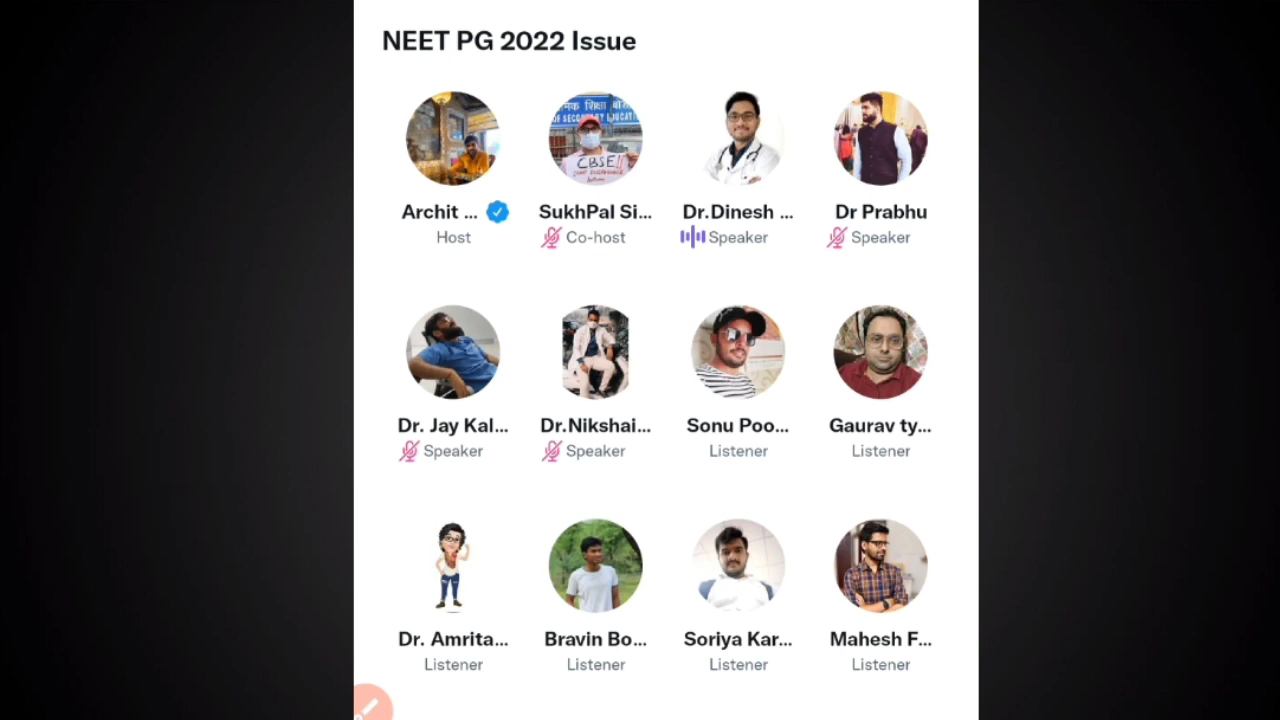 NEET PG 2022 Issue
Archit ...
SukhPal Si...
Dr.Dinesh ...
Dr Prabhu
Host
Co-host
Speaker
Speaker
CBSE!!
Dr. Jay Kal...
Dr.Nikshai...
Sonu Poo...
Gaurav ty...
Speaker
Speaker
Listener
Listener
Dr. Amrita...
Bravin Bo...
Soriya Kar...
Mahesh F...
Listener
Listener
Listener
Listener